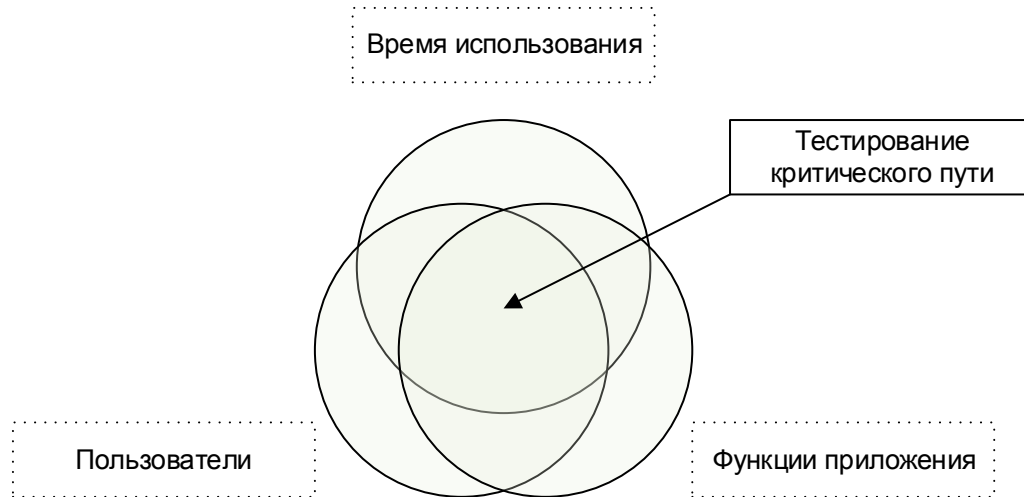 Время использования
Тестирование
критического пути
Пользователи
Функции приложения